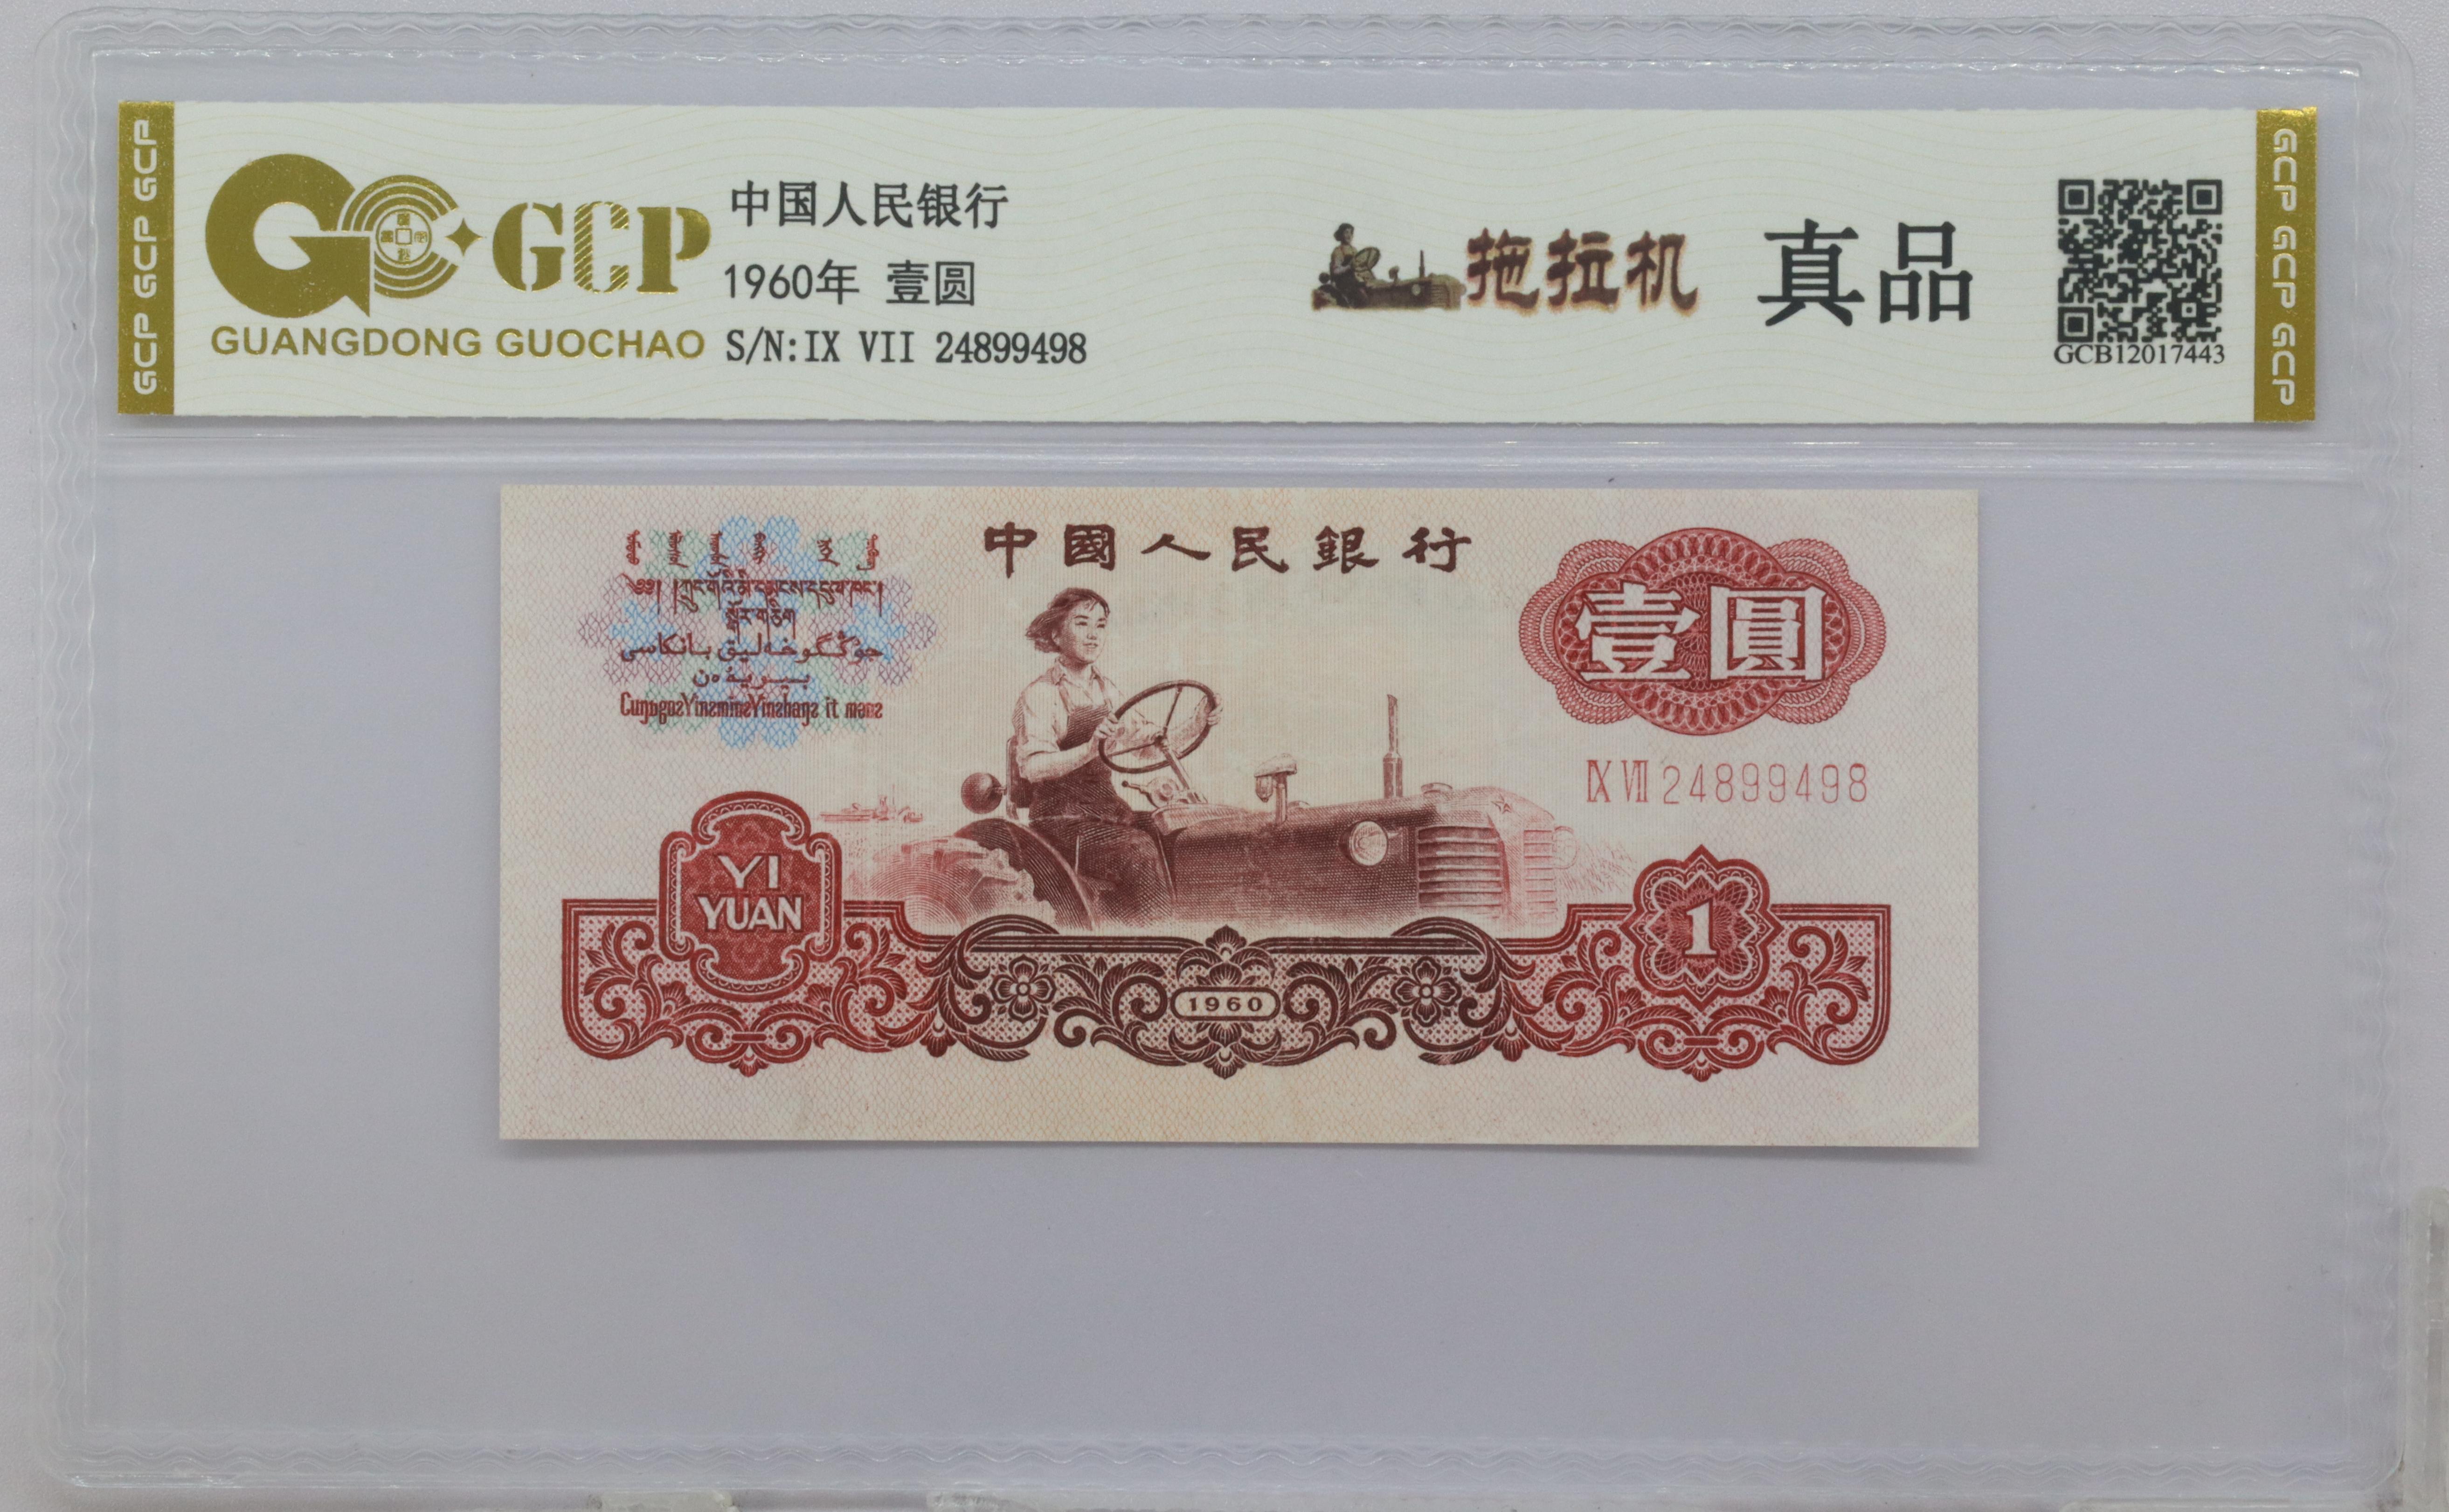 GCP GCP GCP
GCP
GUANGDONG GUOCHAO
中国人民银行
1960年 壹圆
S/N:IX VII 24899498
拖拉机
真品
GCB12017443
GCP GCP GCP
中國人民銀行
壹圓
IX VII 24899498
YI
YUAN
1960
1